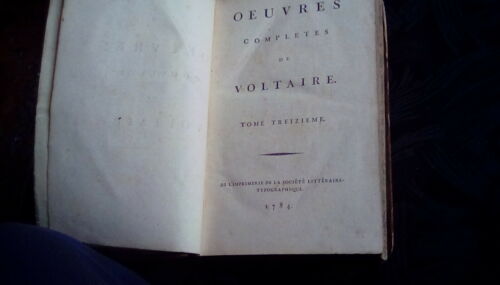 OEUVRES
COMPLETES
DE
VOLTAIRE.
TOME TREIZIEME.
DE L'IMPRIMERIE DE LA SOCIÉTÉ LITTÉRAIRE-
TYPOGRAPHIQUE.
1784.